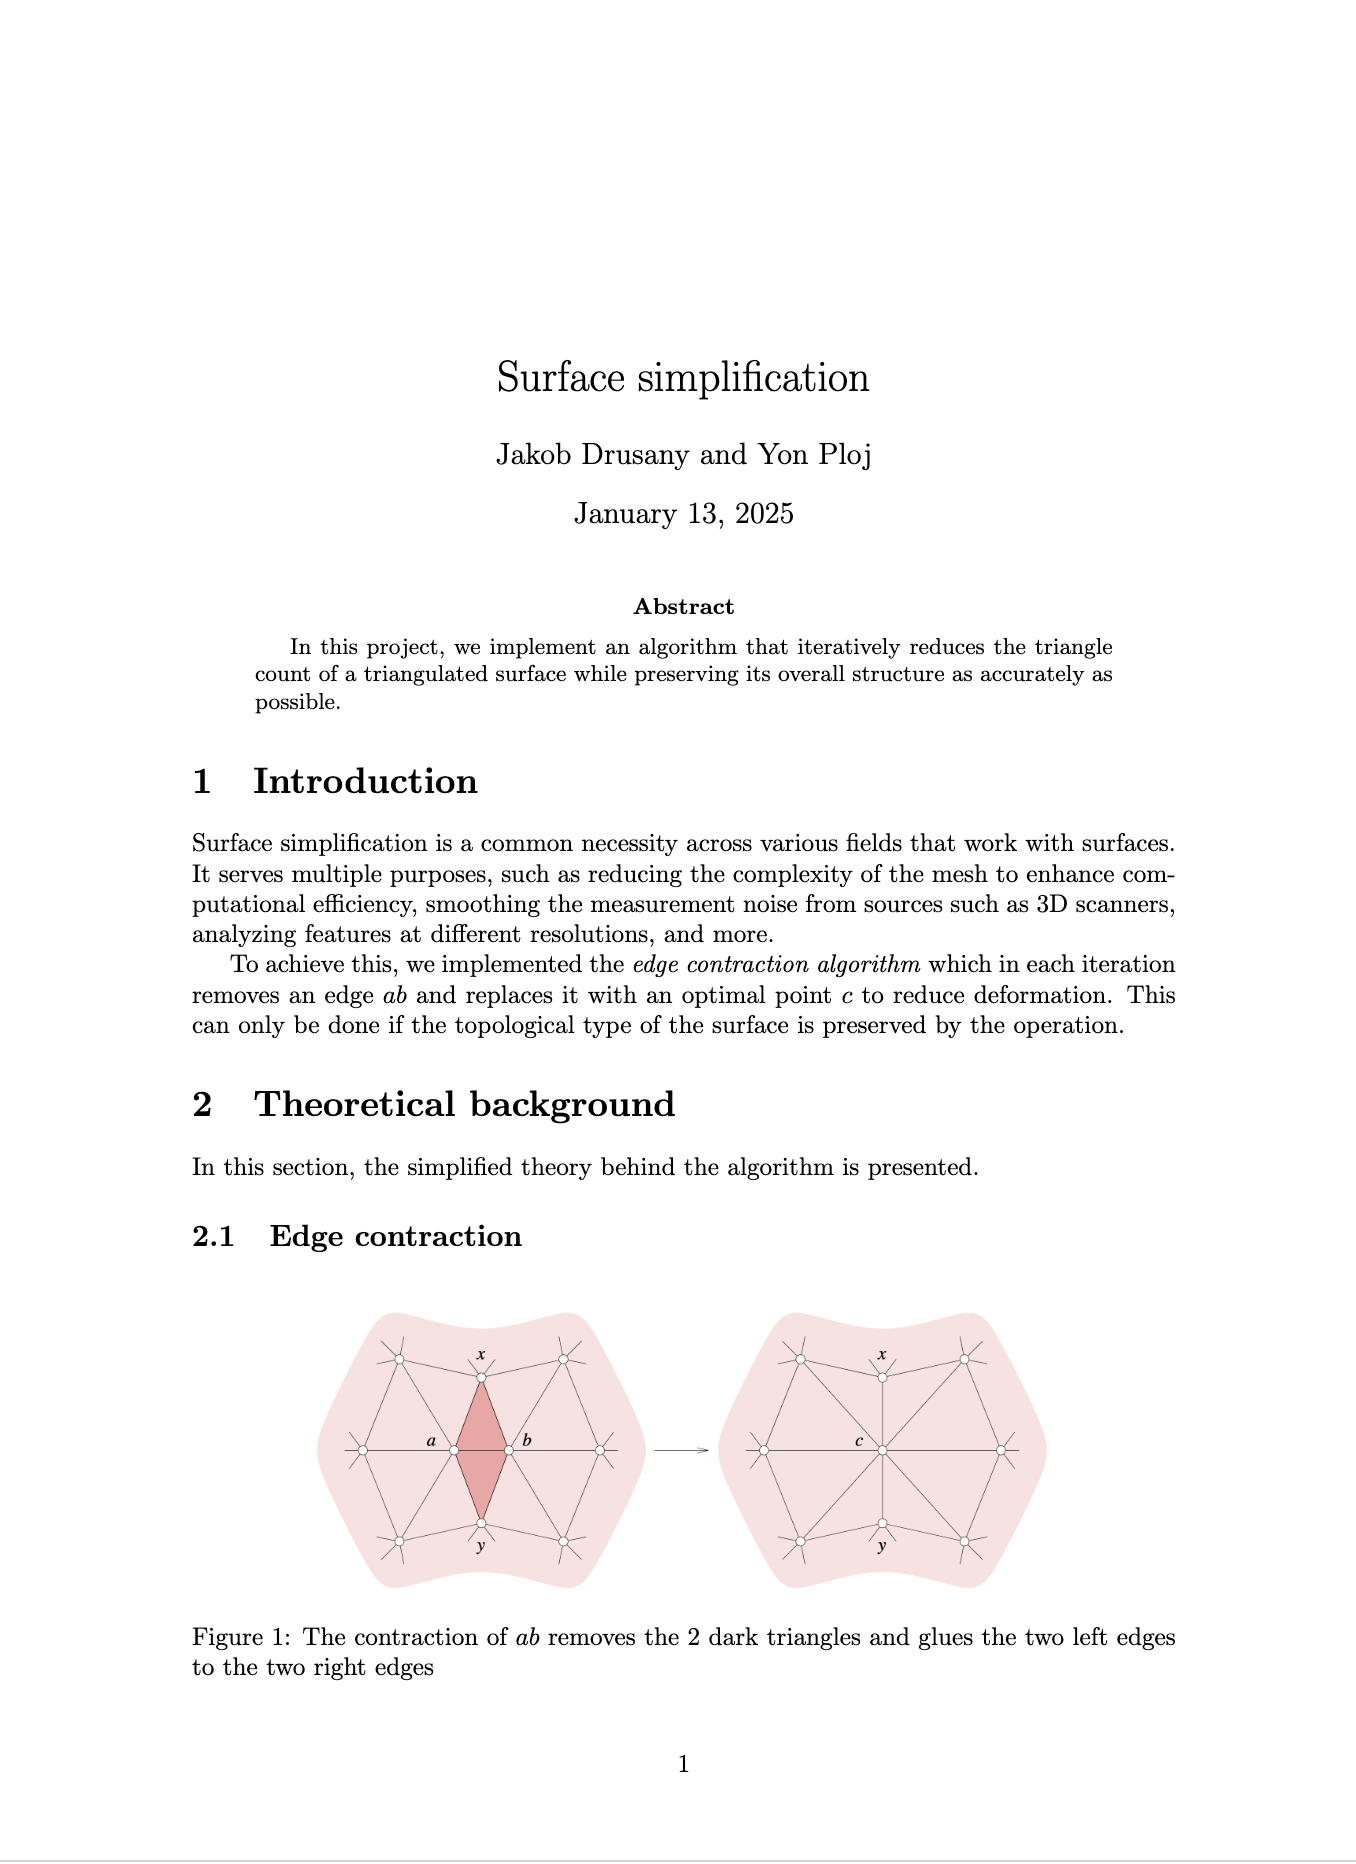 Surface simplification
Jakob Drusany and Yon Ploj
January 13, 2025
Abstract
In this project, we implement an algorithm that iteratively reduces the triangle
count of a triangulated surface while preserving its overall structure as accurately as
possible.
1 Introduction
Surface simplification is a common necessity across various fields that work with surfaces.
It serves multiple purposes, such as reducing the complexity of the mesh to enhance com-
putational efficiency, smoothing the measurement noise from sources such as 3D scanners,
analyzing features at different resolutions, and more.
To achieve this, we implemented the edge contraction algorithm which in each iteration
removes an edge ab and replaces it with an optimal point c to reduce deformation. This
can only be done if the topological type of the surface is preserved by the operation.
2 Theoretical background
In this section, the simplified theory behind the algorithm is presented.
2.1 Edge contraction
x
a b
y
x
c
y
Figure 1: The contraction of ab removes the 2 dark triangles and glues the two left edges
to the two right edges
1